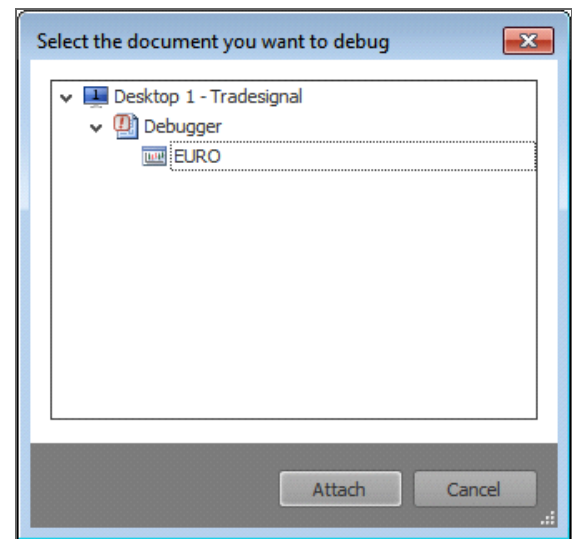 Select the document you want to debug
Desktop 1 - Tradesignal
Debugger
EURO
Attach Cancel